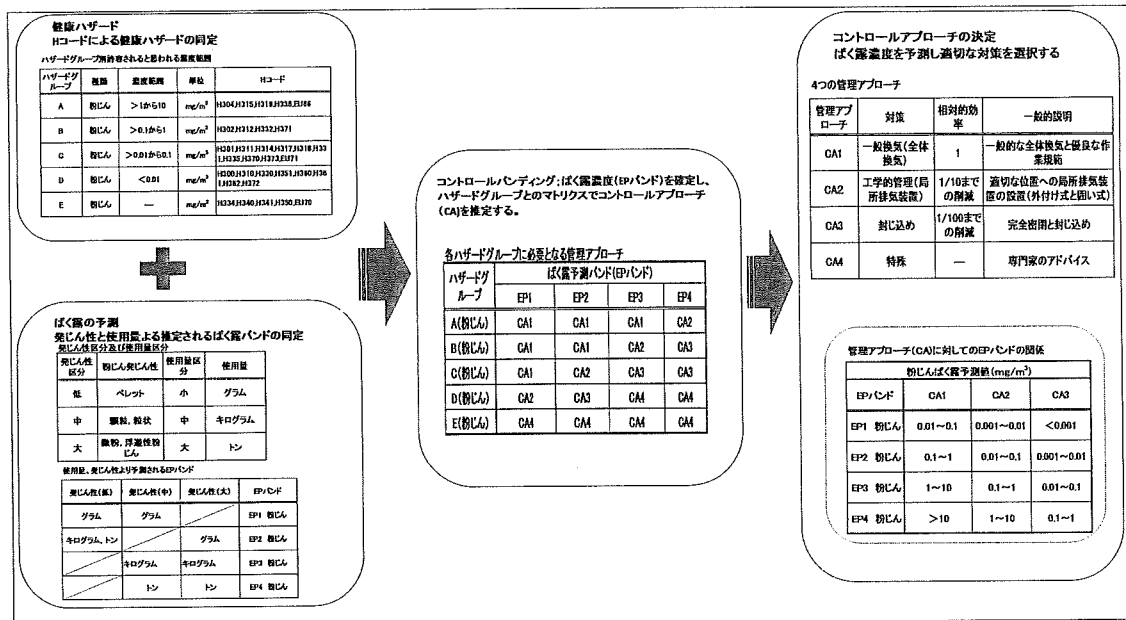 健康ハザード
Hコードによる健康ハザードの同定
ハザードグループ別許容されると思われる濃度範囲
ハザードグループ 種類 濃度範囲 単位 Hコード
A 粉じん >1から10 mg/m³ H304,H315,H319,H336,EU66
B 粉じん >0.1から1 mg/m³ H302,H312,H332,H371
C 粉じん >0.01から0.1 mg/m³ H301,H311,H314,H317,H318,H331,H335,H370,H373,EU71
D 粉じん <0.01 mg/m³ H300,H310,H330,H351,H360,H361,H362,H372
E 粉じん — H334,H340,H341,H350,EU70
ばく露の予測
発じん性と使用量よる推定されるばく露バンドの同定
発じん性区分及び使用量区分
発じん性区分 粉じん発じん性 使用量区分 使用量
低 ペレット 小 グラム
中 顆粒, 粒状 中 キログラム
大 微粉, 浮遊性粉じん 大 トン
使用量、発じん性より予測されるEPバンド
発じん性(低) 発じん性(中) 発じん性(大) EPバンド
グラム グラム EP1 粉じん
キログラム、トン グラム EP2 粉じん
キログラム キログラム EP3 粉じん
トン トン EP4 粉じん
コントロールバンディング:ばく露濃度(EPバンド)を確定し、
ハザードグループとのマトリクスでコントロールアプローチ
(CA)を推定する。
各ハザードグループに必要となる管理アプローチ
ハザードグループ ばく露予測バンド(EPバンド)
EP1 EP2 EP3 EP4
A(粉じん) CA1 CA1 CA1 CA2
B(粉じん) CA1 CA1 CA2 CA3
C(粉じん) CA1 CA2 CA3 CA3
D(粉じん) CA2 CA3 CA4 CA4
E(粉じん) CA4 CA4 CA4 CA4
コントロールアプローチの決定
ばく露濃度を予測し適切な対策を選択する
4つの管理アプローチ
管理アプローチ 対策 相対的効率 一般的説明
CA1 一般換気(全体換気) 1 一般的な全体換気と優良な作業規範
CA2 工学的管理(局所排気装置) 1/10までの削減 適切な位置への局所排気装置の設置(外付け式と囲い式)
CA3 封じ込め 1/100までの削減 完全密閉と封じ込め
CA4 特殊 — 専門家のアドバイス
管理アプローチ(CA)に対してのEPバンドの関係
粉じんばく露予測値(mg/m³)
EPバンド CA1 CA2 CA3
EP1 粉じん 0.01～0.1 0.001～0.01 <0.001
EP2 粉じん 0.1～1 0.01～0.1 0.001～0.01
EP3 粉じん 1～10 0.1～1 0.01～0.1
EP4 粉じん >10 1～10 0.1～1